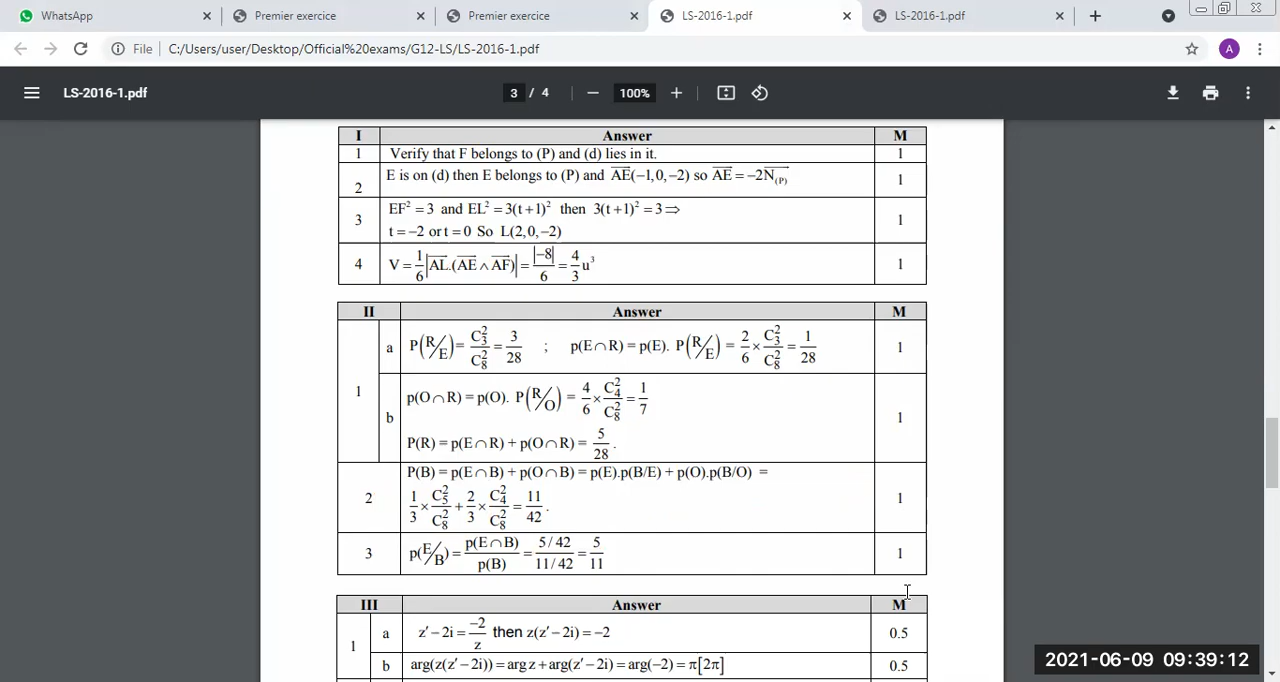 WhatsApp
Premier exercice
Premier exercice
LS-2016-1.pdf
LS-2016-1.pdf
File
C:/Users/user/Desktop/Official%20exams/G12-LS/LS-2016-1.pdf
A
LS-2016-1.pdf
3 / 4
100%
I Answer M
1 Verify that F belongs to (P) and (d) lies in it. 1
2 E is on (d) then E belongs to (P) and AE(−1,0,−2) so AE = −2N(P) 1
3 EF² = 3 and EL² = 3(t+1)² then 3(t+1)² = 3 ⇒ 1
t = −2 or t = 0 So L(2,0,−2)
4 V = 1/6 |AL.(AE∧AF)| = |−8|/6 = 4/3 u³ 1
II Answer M
1 a P(R/E) = C₃²/C₈² = 3/28 ; p(E∩R) = p(E). P(R/E) = 2/6 × C₃²/C₈² = 1/28 1
b p(O∩R) = p(O). P(R/O) = 4/6 × C₄²/C₈² = 1/7 1
P(R) = p(E∩R) + p(O∩R) = 5/28 .
2 P(B) = p(E∩B) + p(O∩B) = p(E).p(B/E) + p(O).p(B/O) = 1
1/3 × C₅²/C₈² + 2/3 × C₄²/C₈² = 11/42 .
3 p(E/B) = p(E∩B)/p(B) = 5/42 / 11/42 = 5/11 1
III Answer M
1 a z′ − 2i = −2/z then z(z′ − 2i) = −2 0.5
b arg(z(z′ − 2i)) = arg z + arg(z′ − 2i) = arg(−2) = π[2π] 0.5
2021-06-09 09:39:12